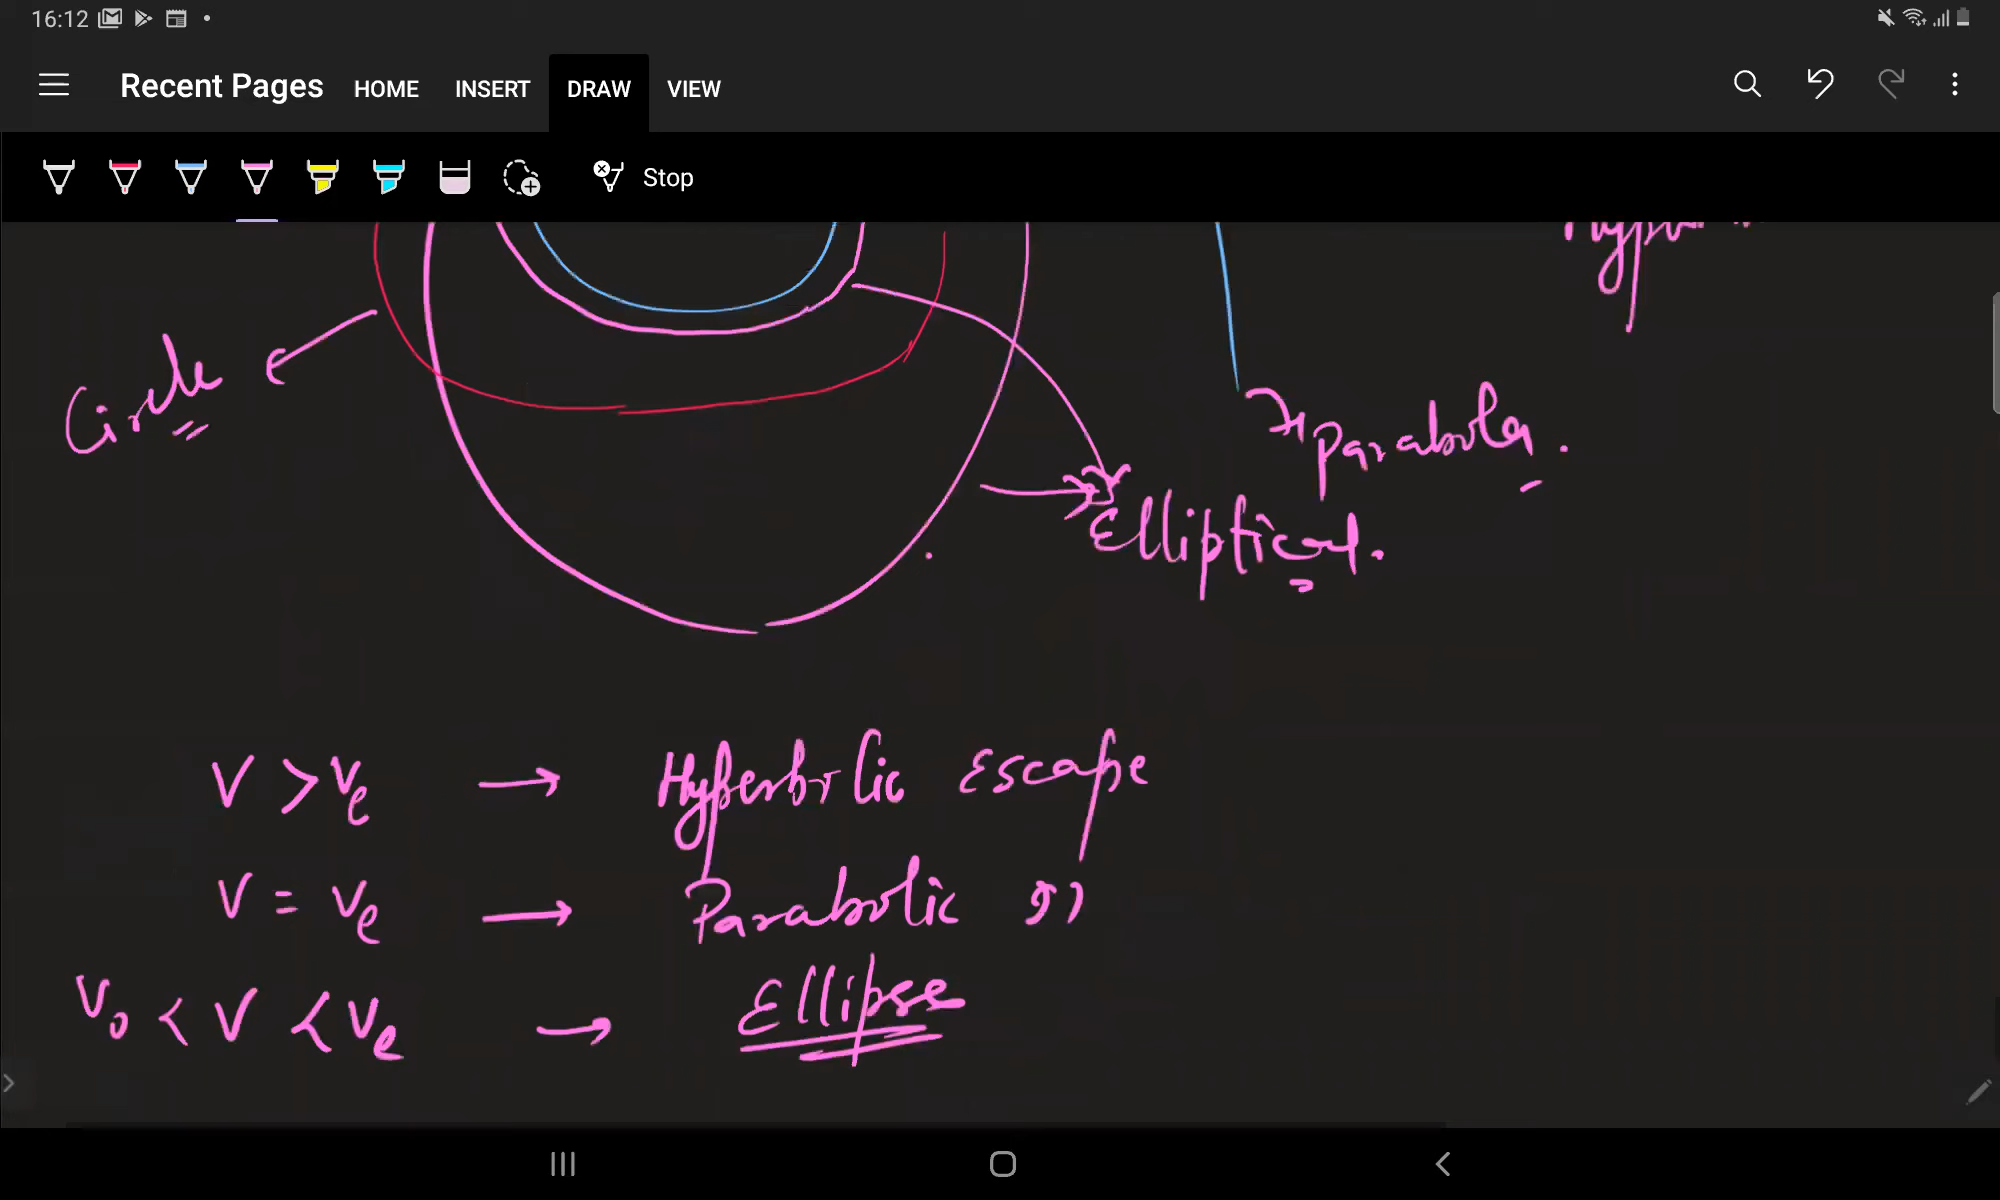 16:12
Recent Pages HOME INSERT DRAW VIEW
Stop
Circle
Parabola.
Elliptical.
V > Ve → Hyperbolic Escape
V = Ve → Parabolic "
Vo < V < Ve → Ellipse